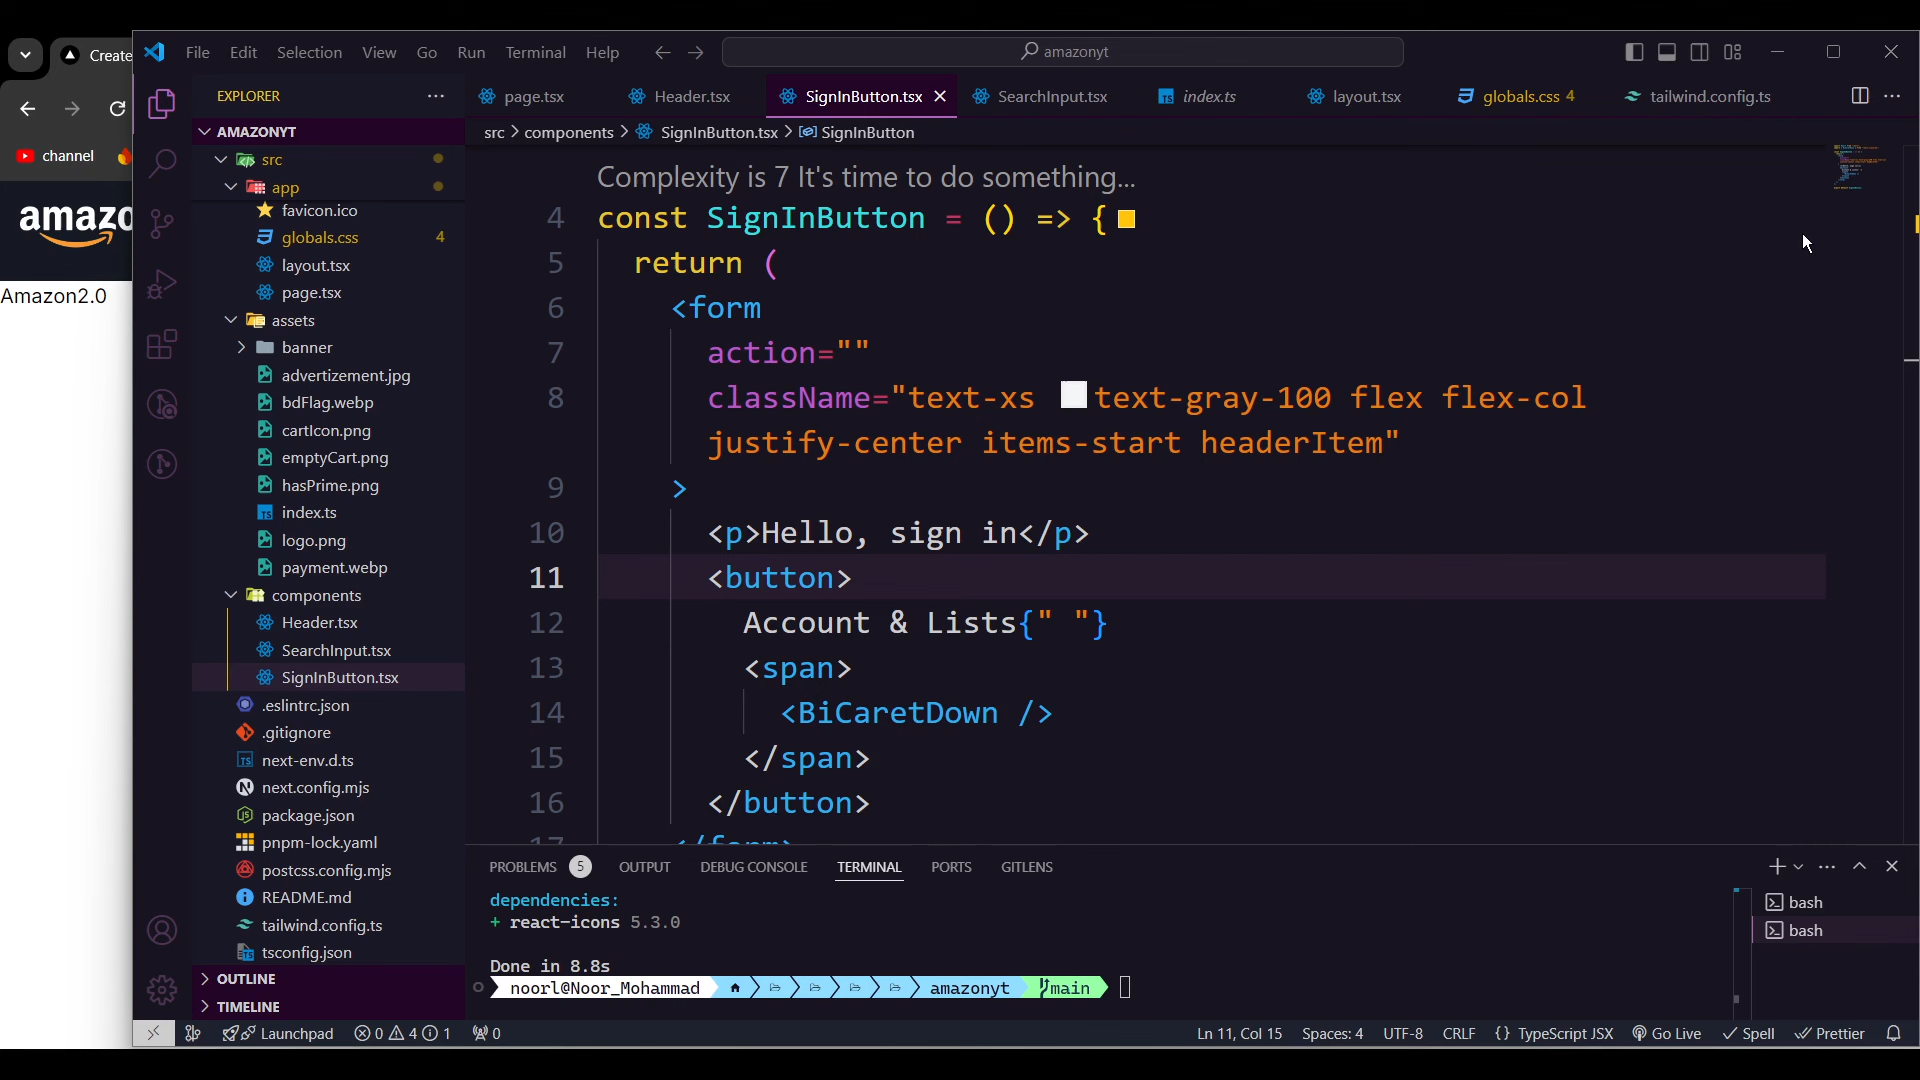 Create
File Edit Selection View Go Run Terminal Help
amazonyt
channel
amazo
Amazon2.0
EXPLORER
AMAZONYT
src
app
favicon.ico
globals.css 4
layout.tsx
page.tsx
assets
banner
advertizement.jpg
bdFlag.webp
cartIcon.png
emptyCart.png
hasPrime.png
index.ts
logo.png
payment.webp
components
Header.tsx
SearchInput.tsx
SignInButton.tsx
.eslintrc.json
.gitignore
next-env.d.ts
next.config.mjs
package.json
pnpm-lock.yaml
postcss.config.mjs
README.md
tailwind.config.ts
tsconfig.json
OUTLINE
TIMELINE
page.tsx Header.tsx SignInButton.tsx SearchInput.tsx index.ts layout.tsx globals.css 4 tailwind.config.ts
src > components > SignInButton.tsx > SignInButton
Complexity is 7 It's time to do something...
4 const SignInButton = () => {
5 return (
6 <form
7 action=""
8 className="text-xs text-gray-100 flex flex-col
justify-center items-start headerItem"
9 >
10 <p>Hello, sign in</p>
11 <button>
12 Account & Lists{" "}
13 <span>
14 <BiCaretDown />
15 </span>
16 </button>
17 </form>
PROBLEMS 5 OUTPUT DEBUG CONSOLE TERMINAL PORTS GITLENS
dependencies:
+ react-icons 5.3.0
Done in 8.8s
noorl@Noor_Mohammad amazonyt main
bash
bash
Launchpad 0 4 1 0 Ln 11, Col 15 Spaces: 4 UTF-8 CRLF {} TypeScript JSX Go Live Spell Prettier